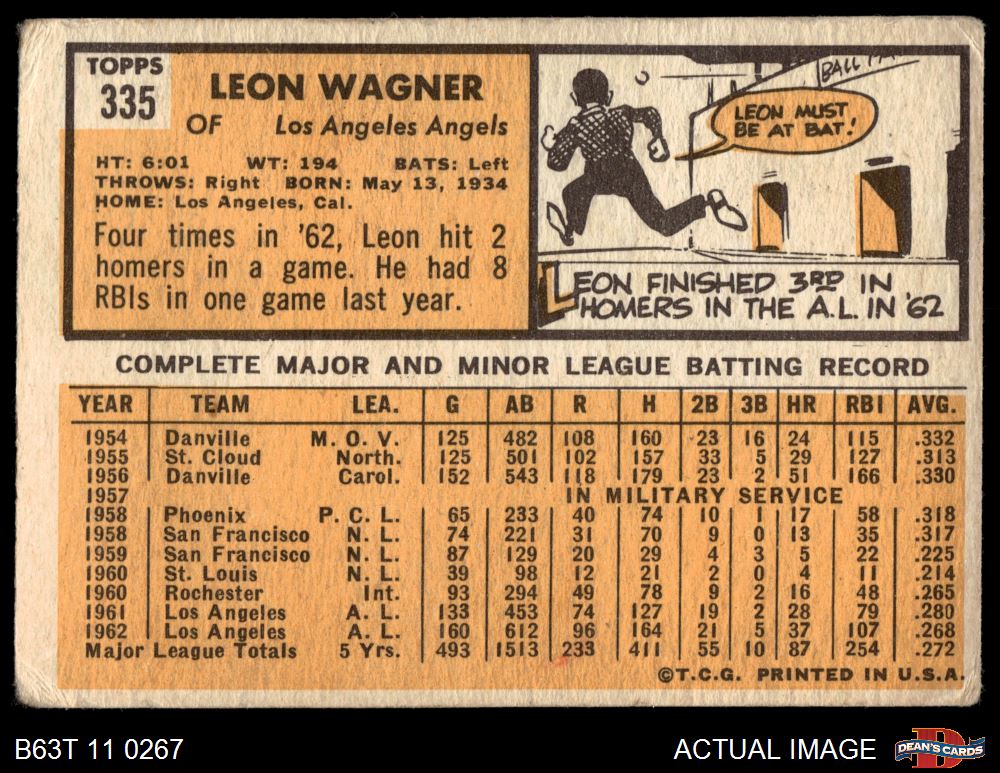 TOPPS
335
LEON WAGNER
OF Los Angeles Angels
HT: 6:01 WT: 194 BATS: Left
THROWS: Right BORN: May 13, 1934
HOME: Los Angeles, Cal.
Four times in '62, Leon hit 2
homers in a game. He had 8
RBIs in one game last year.
BALL PA
LEON MUST
BE AT BAT!
LEON FINISHED 3RD IN
HOMERS IN THE A.L. IN '62
COMPLETE MAJOR AND MINOR LEAGUE BATTING RECORD
YEAR TEAM LEA. G AB R H 2B 3B HR RBI AVG.
1954 Danville M. O. V. 125 482 108 160 23 16 24 115 .332
1955 St. Cloud North. 125 501 102 157 33 5 29 127 .313
1956 Danville Carol. 152 543 118 179 23 2 51 166 .330
1957 IN MILITARY SERVICE
1958 Phoenix P. C. L. 65 233 40 74 10 1 17 58 .318
1958 San Francisco N. L. 74 221 31 70 9 0 13 35 .317
1959 San Francisco N. L. 87 129 20 29 4 3 5 22 .225
1960 St. Louis N. L. 39 98 12 21 2 0 4 11 .214
1960 Rochester Int. 93 294 49 78 9 2 16 48 .265
1961 Los Angeles A. L. 133 453 74 127 19 2 28 79 .280
1962 Los Angeles A. L. 160 612 96 164 21 5 37 107 .268
Major League Totals 5 Yrs. 493 1513 233 411 55 10 87 254 .272
©T.C.G. PRINTED IN U.S.A.
B63T 11 0267
ACTUAL IMAGE
D
DEAN'S CARDS